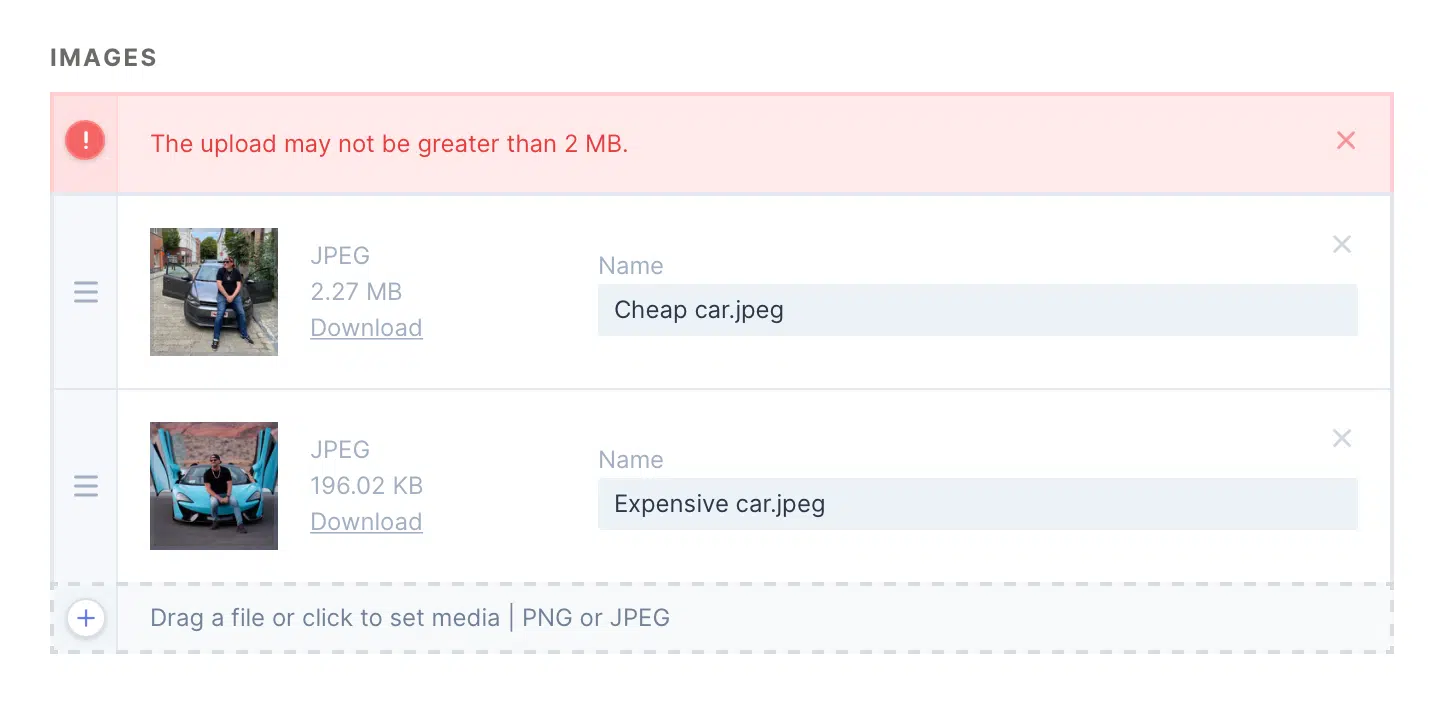 IMAGES
The upload may not be greater than 2 MB.
JPEG
2.27 MB
Download
Name
Cheap car.jpeg
JPEG
196.02 KB
Download
Name
Expensive car.jpeg
Drag a file or click to set media | PNG or JPEG